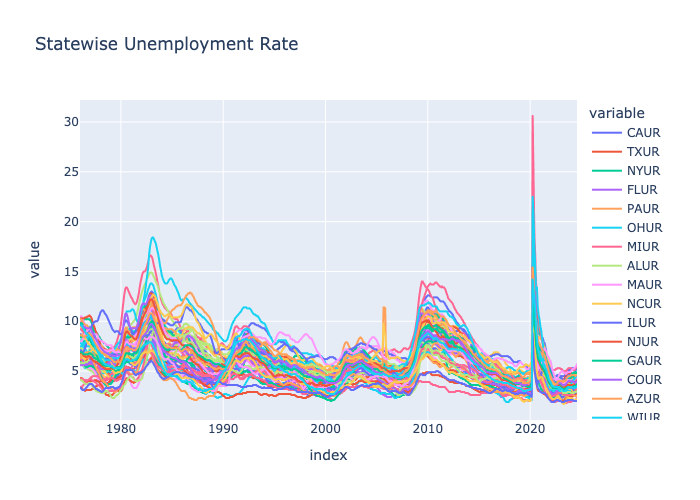 Statewise Unemployment Rate
variable
CAUR
TXUR
NYUR
FLUR
PAUR
OHUR
MIUR
ALUR
MAUR
NCUR
ILUR
NJUR
GAUR
COUR
AZUR
WIUR
value
30
25
20
15
10
5
1980
1990
2000
2010
2020
index